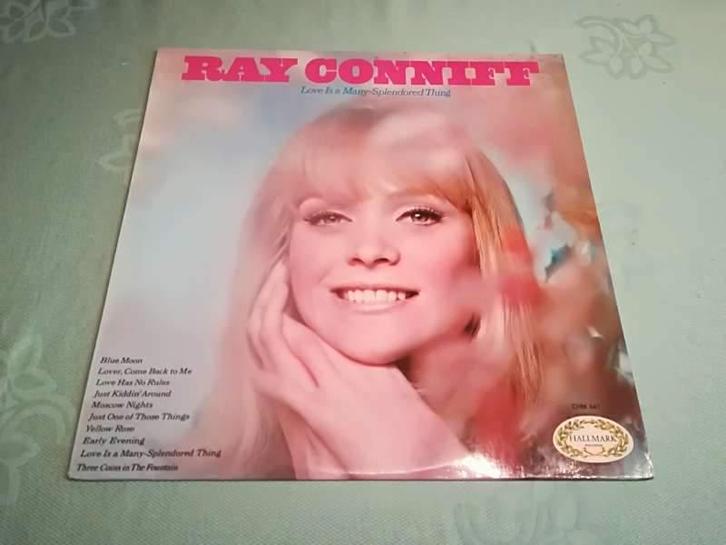 RAY CONNIFF
Love Is a Many-Splendored Thing
Blue Moon
Lover, Come Back to Me
Love Has No Rules
Just Kiddin' Around
Moscow Nights
Just One of Those Things
Yellow Rose
Early Evening
Love Is a Many-Splendored Thing
Three Coins in The Fountain
HALLMARK